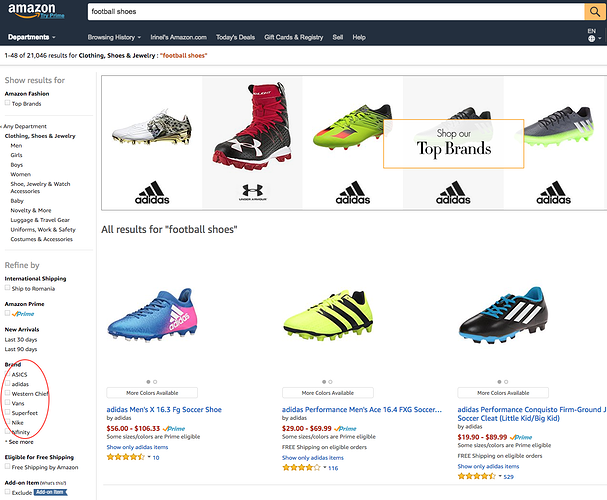 amazon
Try Prime
football shoes
Departments
Browsing History
Irinel's Amazon.com
Today's Deals
Gift Cards & Registry
Sell
Help
EN
1-48 of 21,046 results for Clothing, Shoes & Jewelry : "football shoes"
Show results for
Amazon Fashion
Top Brands
Any Department
Clothing, Shoes & Jewelry
Men
Girls
Boys
Women
Shoe, Jewelry & Watch
Accessories
Baby
Novelty & More
Luggage & Travel Gear
Uniforms, Work & Safety
Costumes & Accessories
Refine by
International Shipping
Ship to Romania
Amazon Prime
Prime
New Arrivals
Last 30 days
Last 90 days
Brand
ASICS
adidas
Western Chief
Vans
Superfeet
Nike
Infinity
+ See more
Eligible for Free Shipping
Free Shipping by Amazon
Add-on Item (What's this?)
Exclude Add-on Item
adidas
UNDER ARMOUR
adidas
adidas
adidas
Shop our
Top Brands
All results for "football shoes"
More Colors Available
adidas Men's X 16.3 Fg Soccer Shoe
by adidas
$56.00 - $106.33 Prime
Some sizes/colors are Prime eligible
Show only adidas items
10
More Colors Available
adidas Performance Men's Ace 16.4 FXG Soccer...
by adidas
$29.00 - $69.99 Prime
Some sizes/colors are Prime eligible
FREE Shipping on eligible orders
Show only adidas items
116
More Colors Available
adidas Performance Conquisto Firm-Ground
Soccer Cleat (Little Kid/Big Kid)
by adidas
$19.90 - $89.99 Prime
Some sizes/colors are Prime eligible
FREE Shipping on eligible orders
Show only adidas items
529